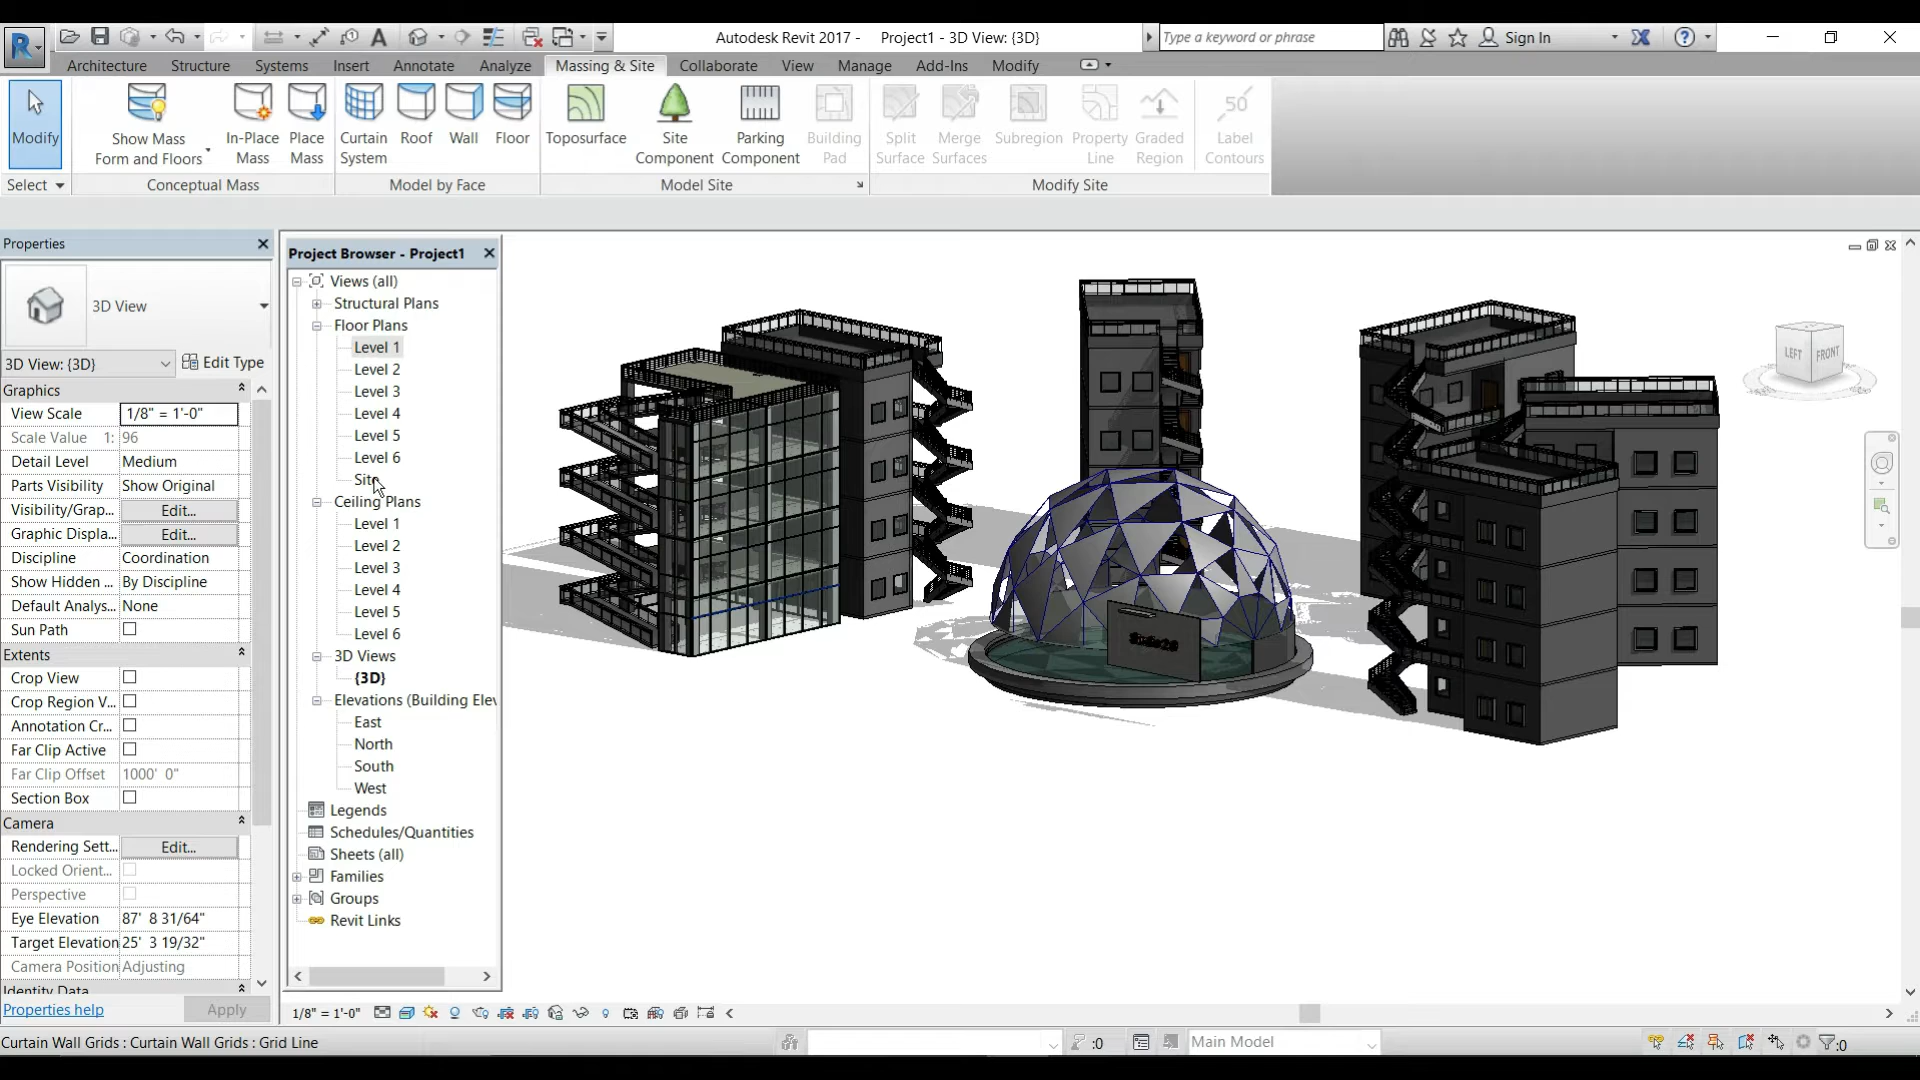 Autodesk Revit 2017 - Project1 - 3D View: {3D}
Type a keyword or phrase
Sign In
Architecture Structure Systems Insert Annotate Analyze Massing & Site Collaborate View Manage Add-Ins Modify
Modify
Show Mass
Form and Floors
In-Place
Mass
Place
Mass
Curtain
System
Roof
Wall
Floor
Toposurface
Site
Component
Parking
Component
Building
Pad
Split
Surface
Merge
Surfaces
Subregion
Property
Line
Graded
Region
50
Label
Contours
Select
Conceptual Mass
Model by Face
Model Site
Modify Site
Properties
3D View
3D View: {3D}
Edit Type
Graphics
View Scale 1/8" = 1'-0"
Scale Value 1: 96
Detail Level Medium
Parts Visibility Show Original
Visibility/Grap... Edit...
Graphic Displa... Edit...
Discipline Coordination
Show Hidden ... By Discipline
Default Analys... None
Sun Path
Extents
Crop View
Crop Region V...
Annotation Cr...
Far Clip Active
Far Clip Offset 1000' 0"
Section Box
Camera
Rendering Sett... Edit...
Locked Orient...
Perspective
Eye Elevation 87' 8 31/64"
Target Elevation 25' 3 19/32"
Camera Position Adjusting
Identity Data
Properties help
Apply
Project Browser - Project1
Views (all)
Structural Plans
Floor Plans
Level 1
Level 2
Level 3
Level 4
Level 5
Level 6
Site
Ceiling Plans
Level 1
Level 2
Level 3
Level 4
Level 5
Level 6
3D Views
{3D}
Elevations (Building Elev
East
North
South
West
Legends
Schedules/Quantities
Sheets (all)
Families
Groups
Revit Links
LEFT FRONT
1/8" = 1'-0"
Curtain Wall Grids : Curtain Wall Grids : Grid Line
:0
Main Model
:0